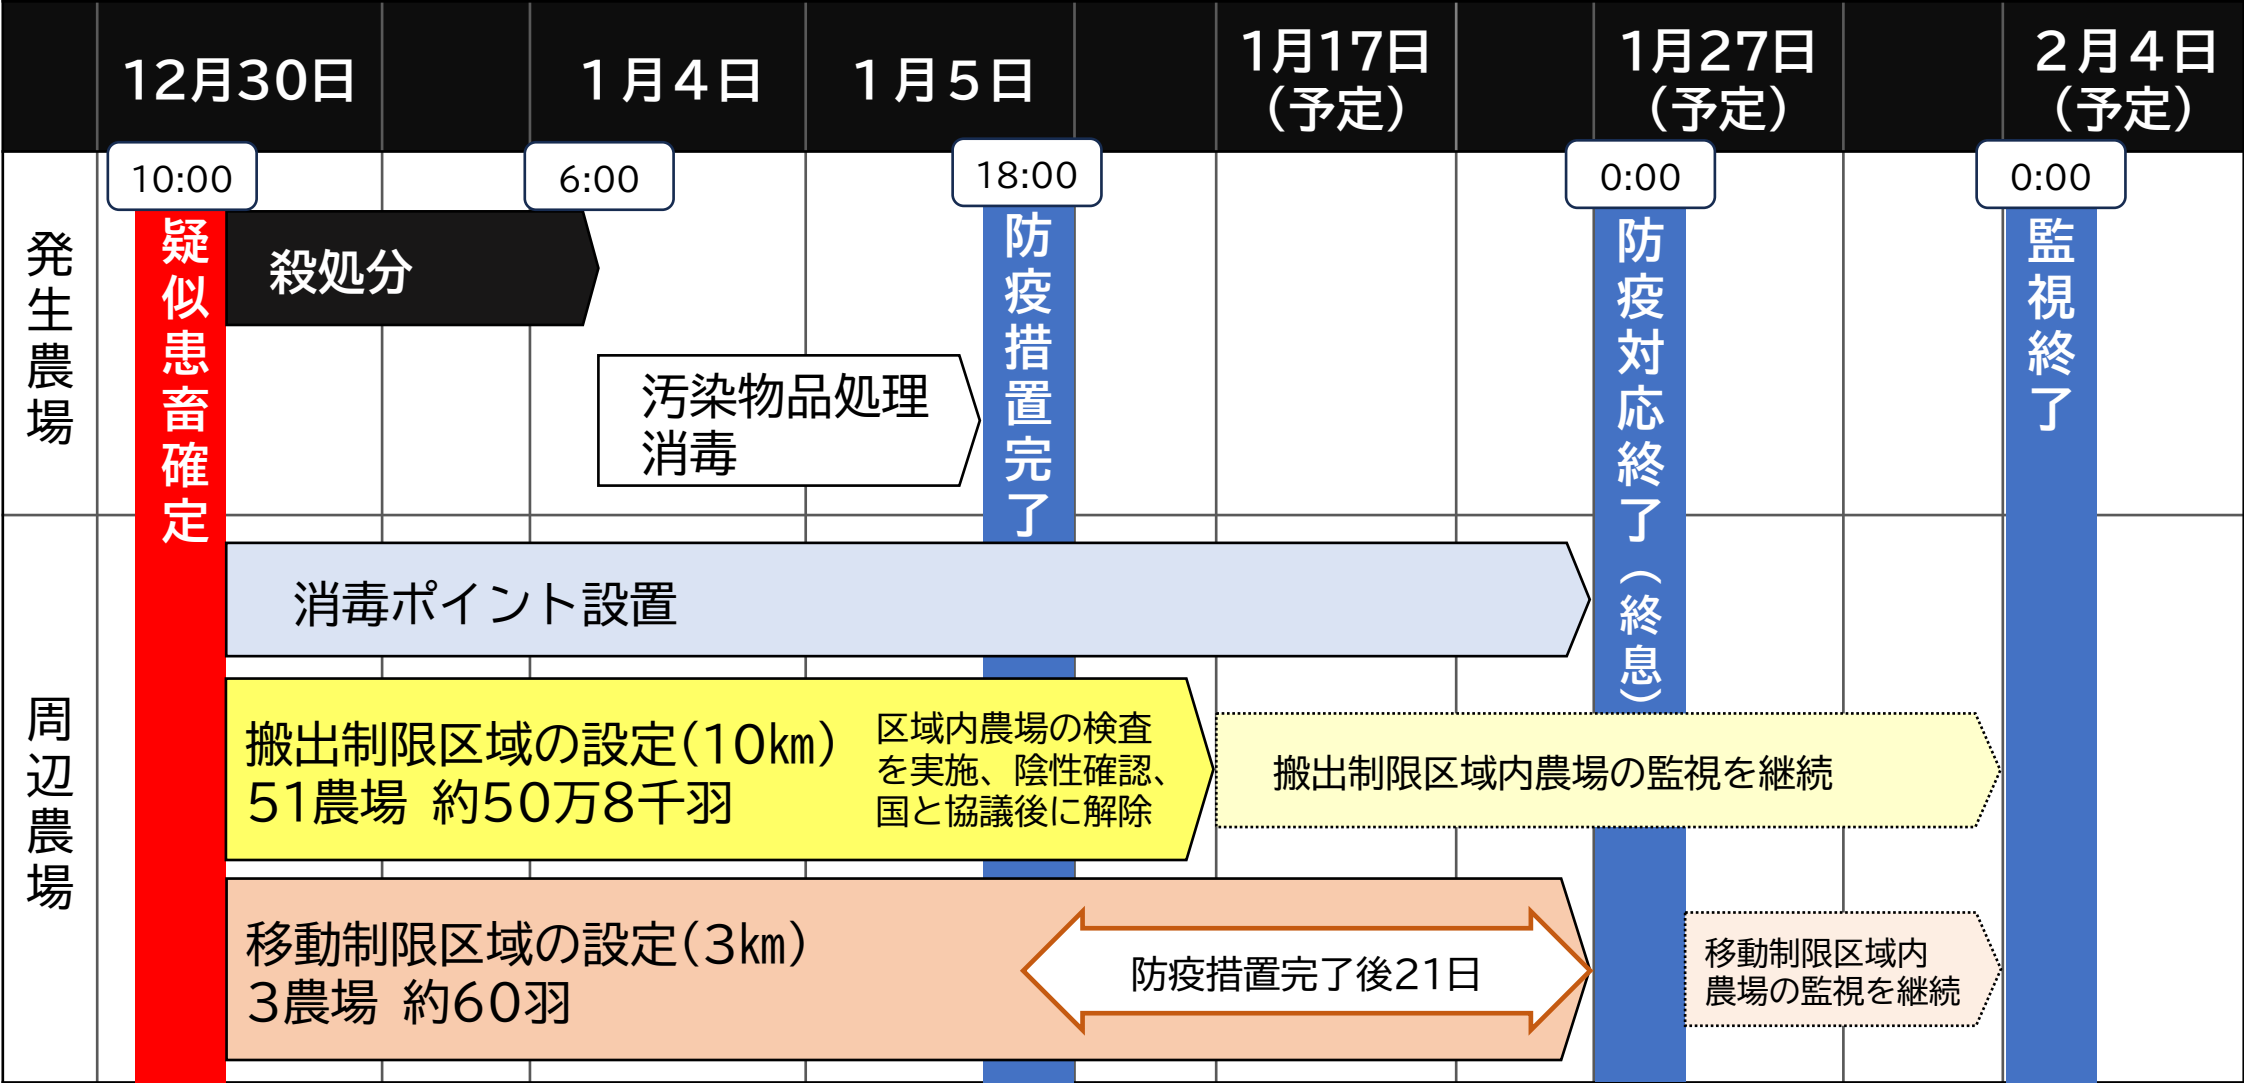 12月30日
１月４日
１月５日
1月17日
（予定）
1月27日
（予定）
２月４日
（予定）
10:00
6:00
18:00
0:00
0:00
発生農場
疑似患畜確定
殺処分
汚染物品処理
消毒
防疫措置完了
防疫対応終了（終息）
監視終了
周辺農場
消毒ポイント設置
搬出制限区域の設定(10㎞)
51農場 約50万8千羽
区域内農場の検査
を実施、陰性確認、
国と協議後に解除
搬出制限区域内農場の監視を継続
移動制限区域の設定(3㎞)
3農場 約60羽
防疫措置完了後21日
移動制限区域内
農場の監視を継続